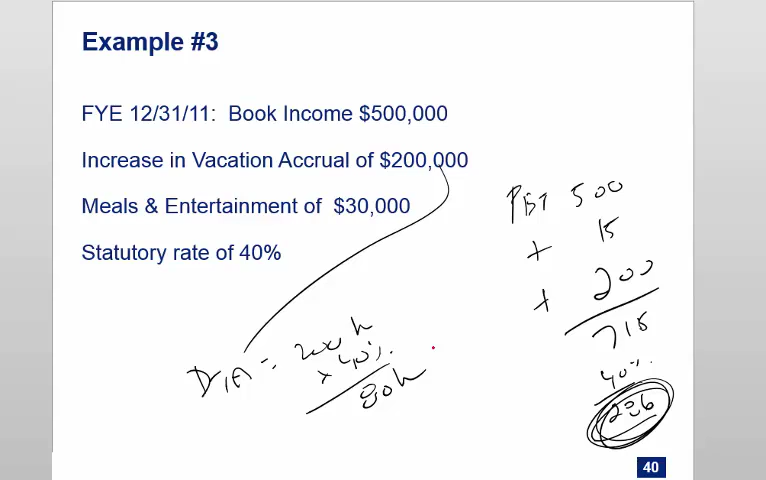 Example #3
FYE 12/31/11: Book Income $500,000
Increase in Vacation Accrual of $200,000
Meals & Entertainment of $30,000
Statutory rate of 40%
PBT 500
+ 15
+ 200
715
40%
286
DTA = 200k
x 40%
80k
40